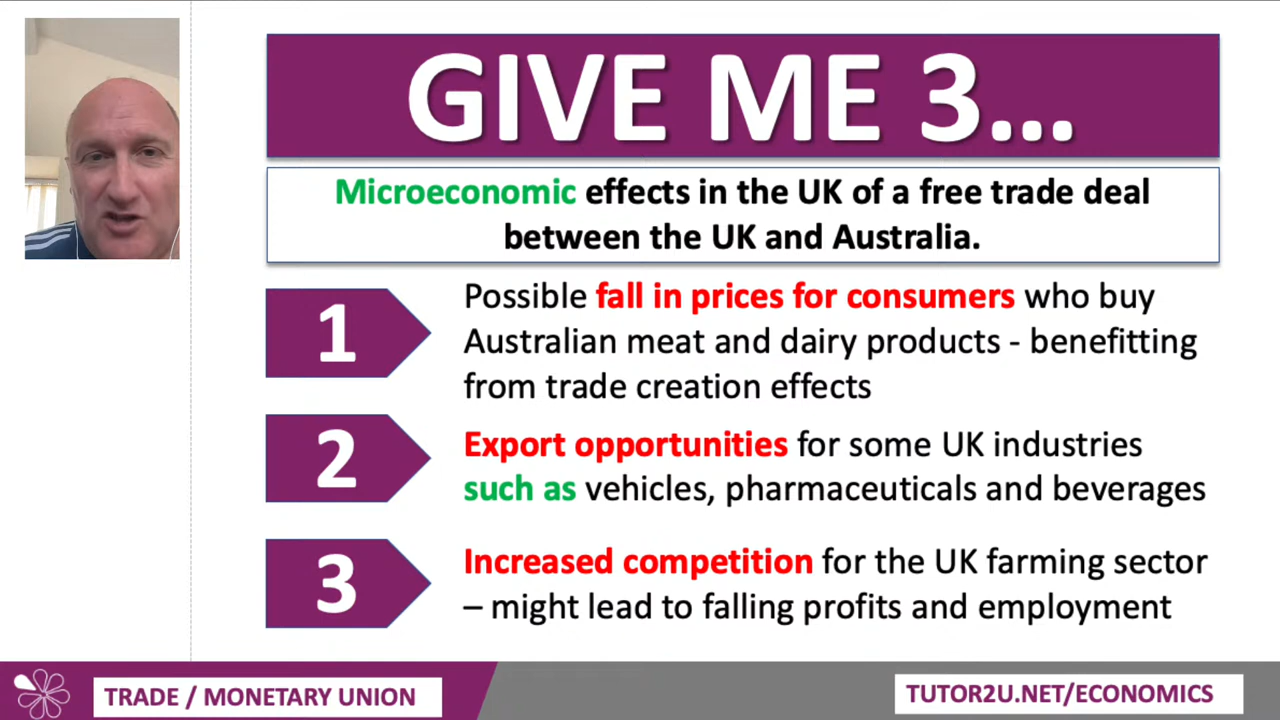 GIVE ME 3...
Microeconomic effects in the UK of a free trade deal
between the UK and Australia.
1
Possible fall in prices for consumers who buy
Australian meat and dairy products - benefitting
from trade creation effects
2
Export opportunities for some UK industries
such as vehicles, pharmaceuticals and beverages
3
Increased competition for the UK farming sector
– might lead to falling profits and employment
TRADE / MONETARY UNION
TUTOR2U.NET/ECONOMICS